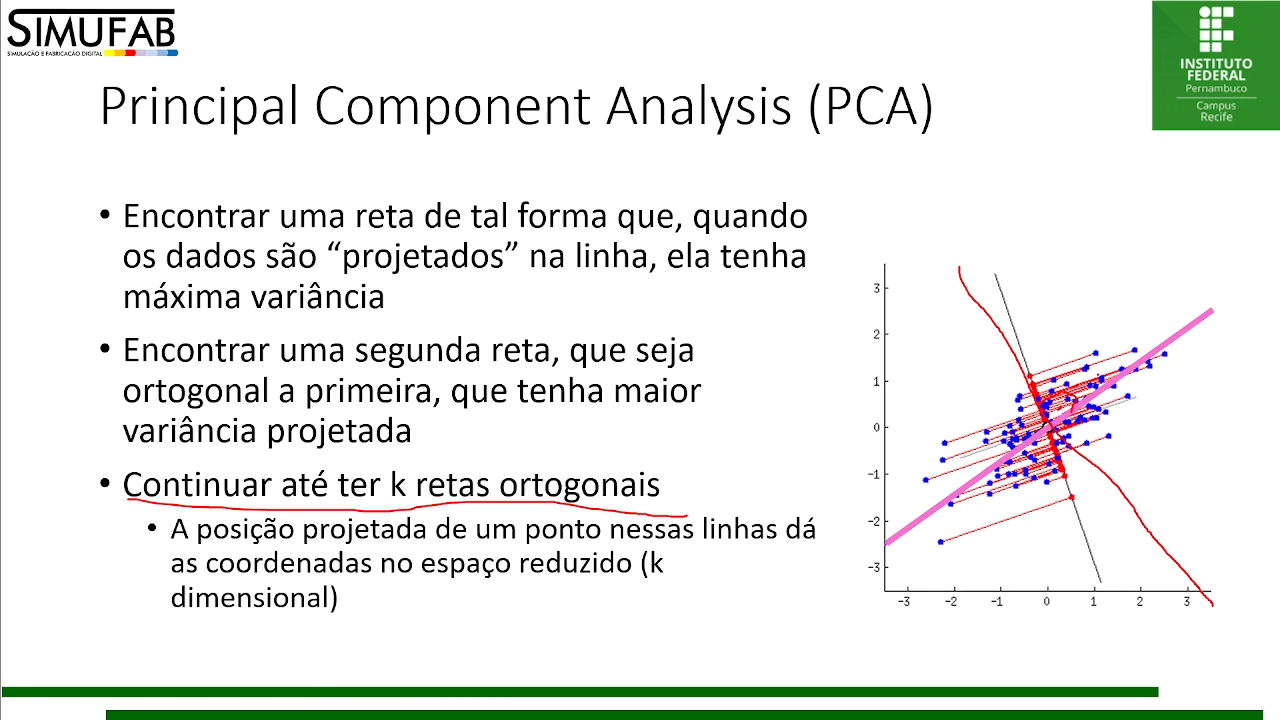 SIMUFAB
SIMULAÇÃO E FABRICAÇÃO DIGITAL
INSTITUTO
FEDERAL
Pernambuco
Campus
Recife
Principal Component Analysis (PCA)
• Encontrar uma reta de tal forma que, quando
os dados são “projetados” na linha, ela tenha
máxima variância
• Encontrar uma segunda reta, que seja
ortogonal a primeira, que tenha maior
variância projetada
• Continuar até ter k retas ortogonais
• A posição projetada de um ponto nessas linhas dá
as coordenadas no espaço reduzido (k
dimensional)
3
2
1
0
-1
-2
-3
-3 -2 -1 0 1 2 3